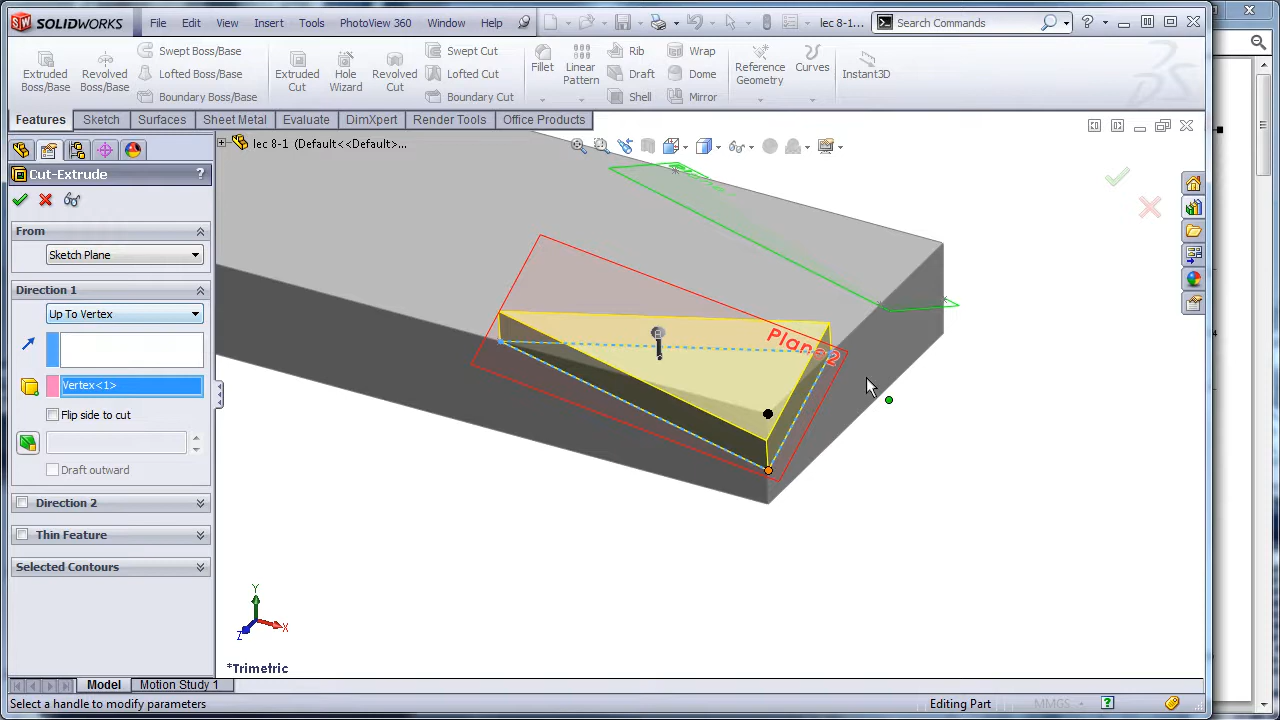 SOLIDWORKS File Edit View Insert Tools PhotoView 360 Window Help lec 8-1... Search Commands ?
Extruded Boss/Base
Revolved Boss/Base
Swept Boss/Base
Lofted Boss/Base
Boundary Boss/Base
Extruded Cut
Hole Wizard
Revolved Cut
Swept Cut
Lofted Cut
Boundary Cut
Fillet
Linear Pattern
Rib
Draft
Shell
Wrap
Dome
Mirror
Reference Geometry
Curves
Instant3D
Features Sketch Surfaces Sheet Metal Evaluate DimXpert Render Tools Office Products
lec 8-1 (Default<<Default>...
Cut-Extrude ?
From
Sketch Plane
Direction 1
Up To Vertex
Vertex<1>
Flip side to cut
Draft outward
Direction 2
Thin Feature
Selected Contours
Plane2
Y
X
Z
*Trimetric
Model Motion Study 1
Select a handle to modify parameters Editing Part MMGS ?